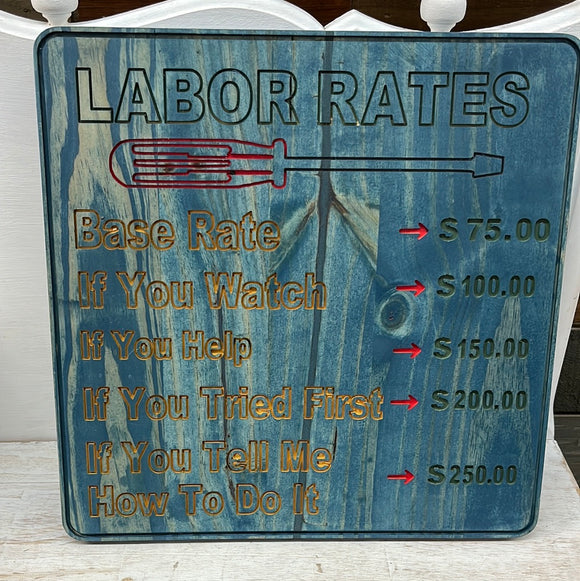 LABOR RATES
Base Rate → $75.00
If You Watch → $100.00
If You Help → $150.00
If You Tried First → $200.00
If You Tell Me
How To Do It → $250.00